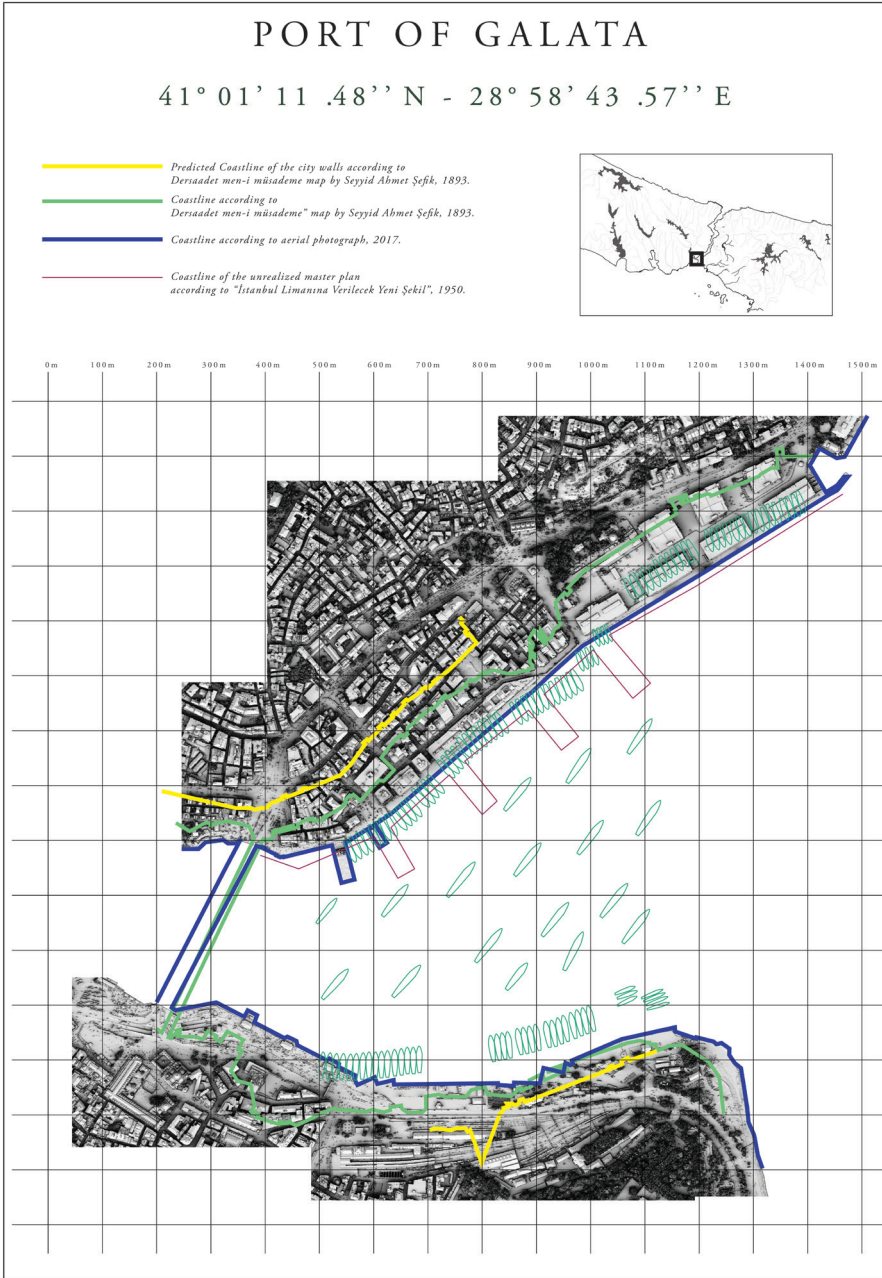 PORT OF GALATA
41° 01’ 11 .48’’ N - 28° 58’ 43 .57’’ E
Predicted Coastline of the city walls according to
Dersaadet men-i müsademe map by Seyyid Ahmet Şefik, 1893.
Coastline according to
Dersaadet men-i müsademe” map by Seyyid Ahmet Şefik, 1893.
Coastline according to aerial photograph, 2017.
Coastline of the unrealized master plan
according to “İstanbul Limanına Verilecek Yeni Şekil”, 1950.
0m 100m 200m 300m 400m 500m 600m 700m 800m 900m 1000m 1100m 1200m 1300m 1400m 1500m